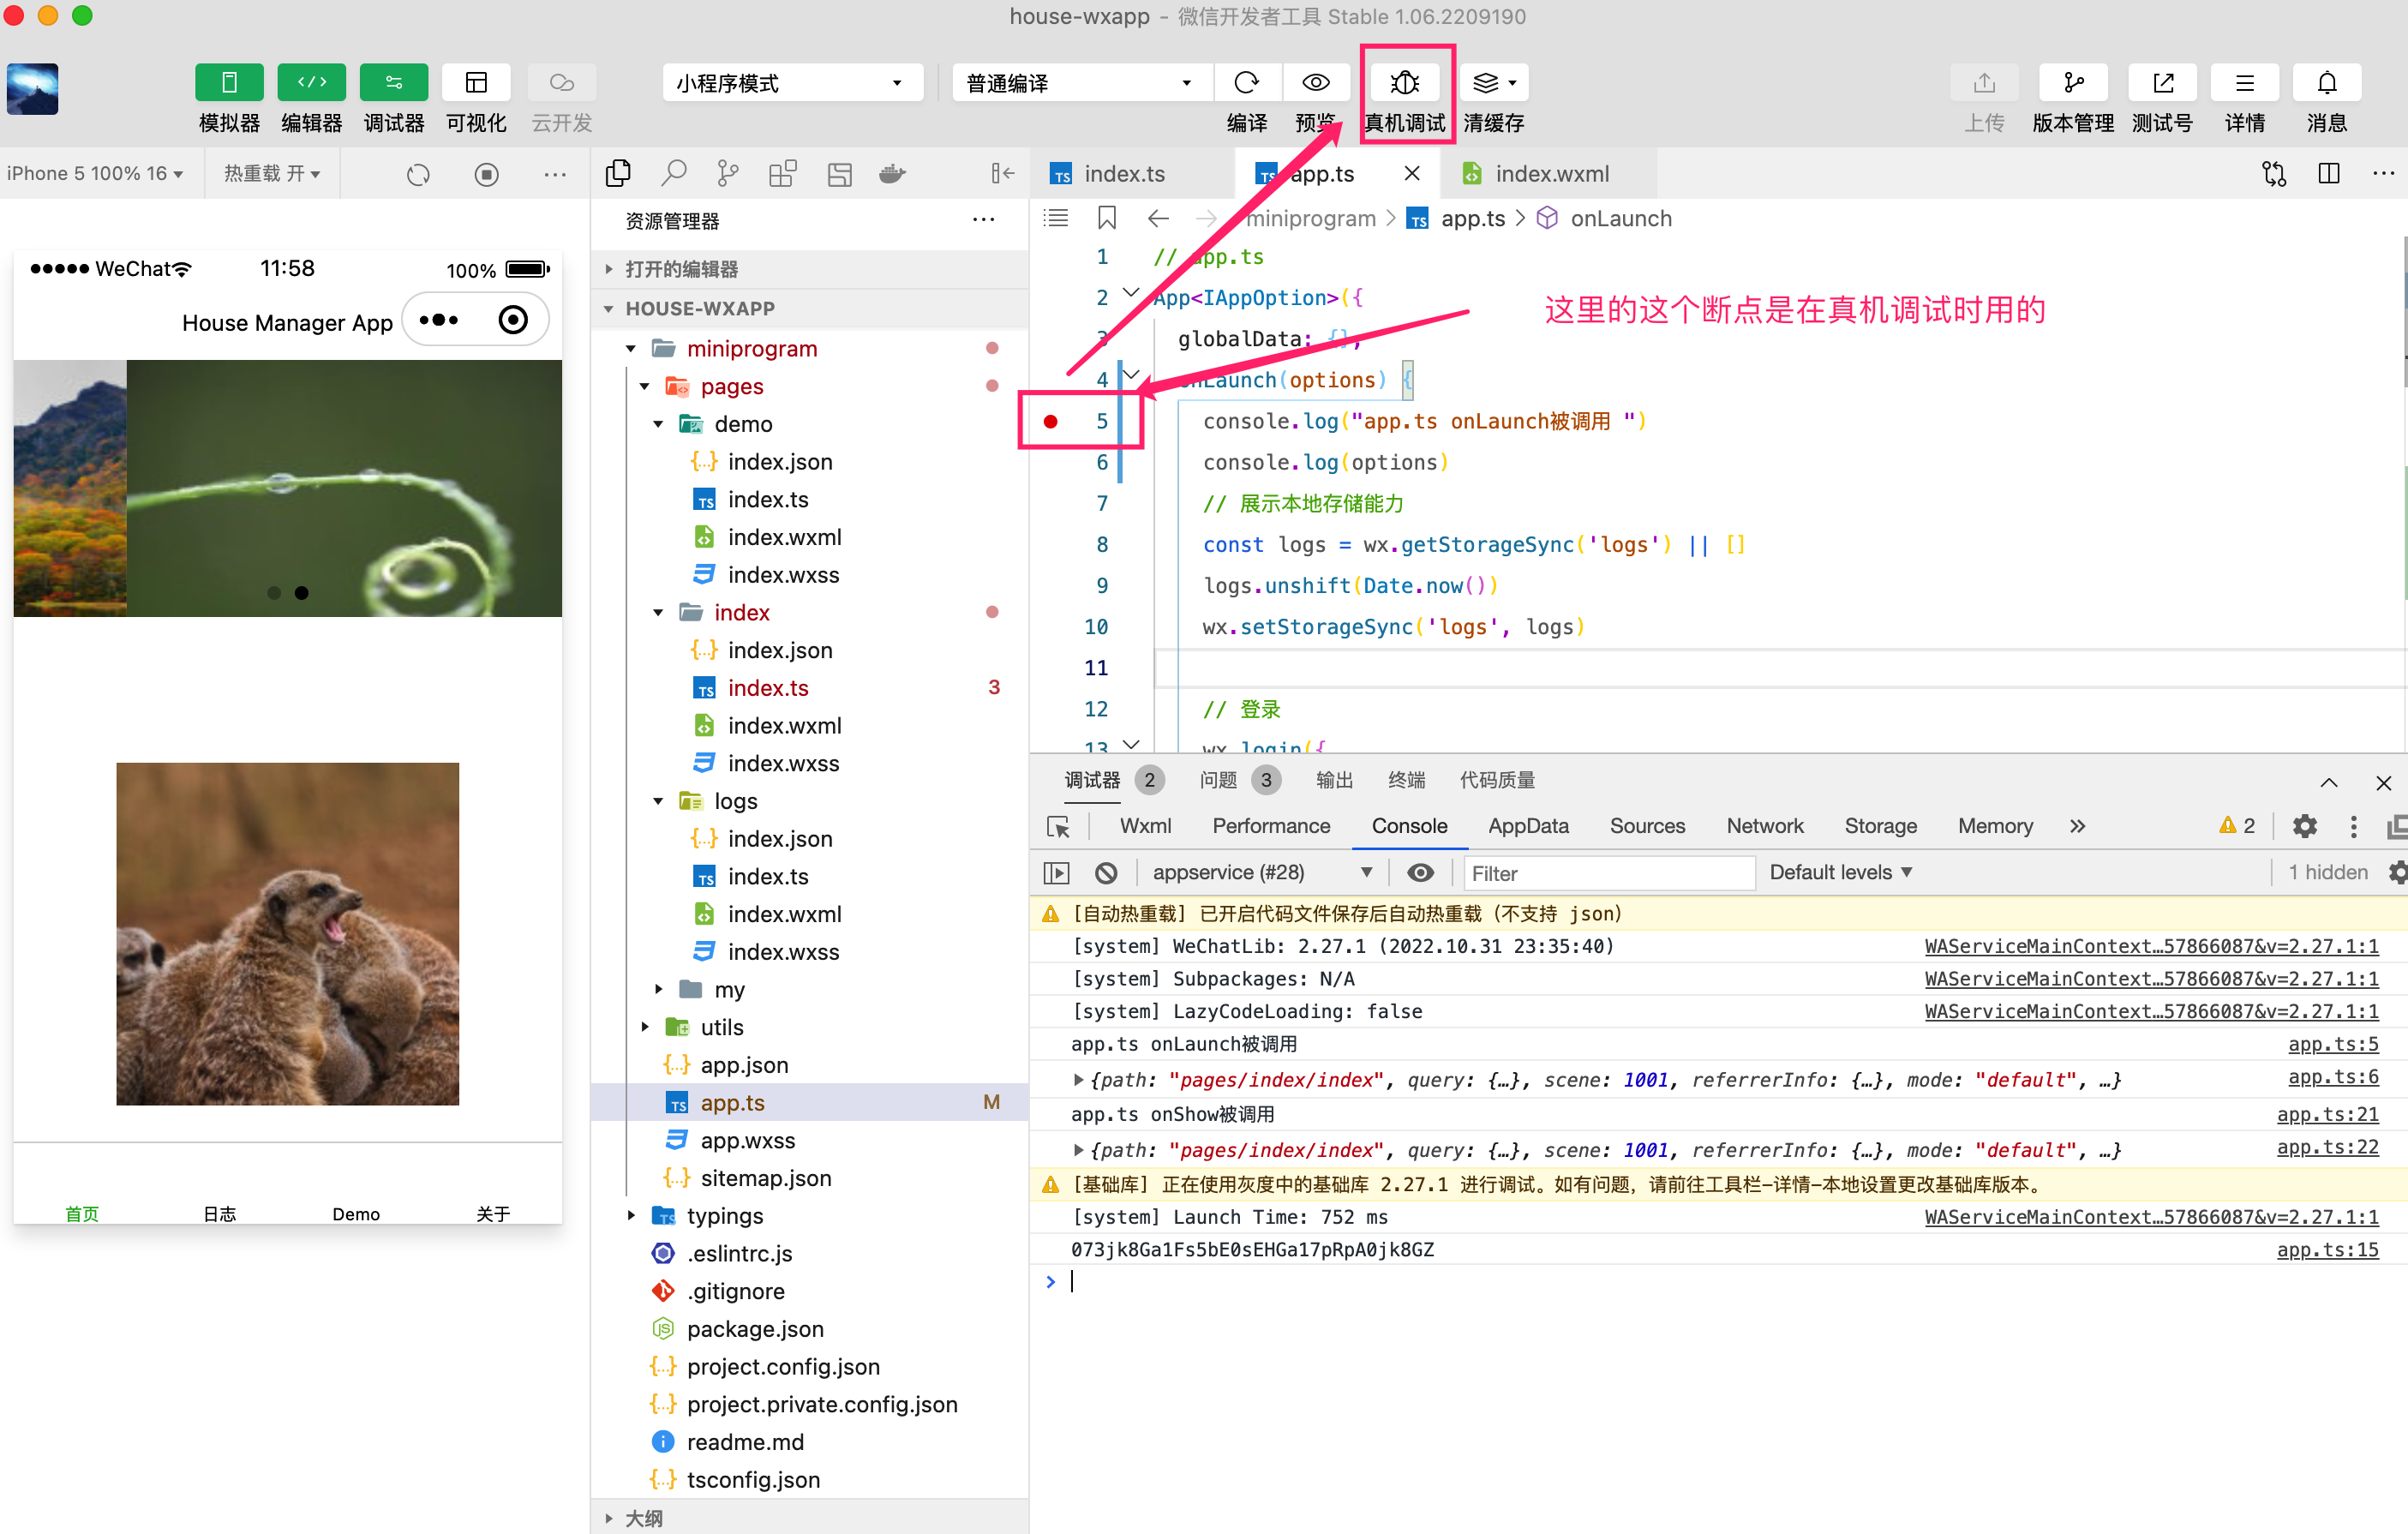 house-wxapp - 微信开发者工具 Stable 1.06.2209190
模拟器 编辑器 调试器 可视化 云开发
小程序模式
普通编译
编译 预览 真机调试 清缓存
上传 版本管理 测试号 详情 消息
iPhone 5 100% 16 热重载 开
WeChat 11:58 100%
House Manager App
首页 日志 Demo 关于
资源管理器
打开的编辑器
HOUSE-WXAPP
miniprogram
pages
demo
index.json
TS index.ts
index.wxml
index.wxss
index
index.json
TS index.ts 3
index.wxml
index.wxss
logs
index.json
TS index.ts
index.wxml
index.wxss
my
utils
app.json
TS app.ts M
app.wxss
sitemap.json
typings
.eslintrc.js
.gitignore
package.json
project.config.json
project.private.config.json
readme.md
tsconfig.json
大纲
TS index.ts TS app.ts index.wxml
miniprogram > TS app.ts > onLaunch
1 // app.ts
2 App<IAppOption>({
3 globalData: {},
4 onLaunch(options) {
5 console.log("app.ts onLaunch被调用 ")
6 console.log(options)
7 // 展示本地存储能力
8 const logs = wx.getStorageSync('logs') || []
9 logs.unshift(Date.now())
10 wx.setStorageSync('logs', logs)
11
12 // 登录
13 wx.login({
这里的这个断点是在真机调试时用的
调试器 2 问题 3 输出 终端 代码质量
Wxml Performance Console AppData Sources Network Storage Memory 2
appservice (#28) Filter Default levels 1 hidden
[自动热重载] 已开启代码文件保存后自动热重载（不支持 json）
[system] WeChatLib: 2.27.1 (2022.10.31 23:35:40) WAServiceMainContext…57866087&v=2.27.1:1
[system] Subpackages: N/A WAServiceMainContext…57866087&v=2.27.1:1
[system] LazyCodeLoading: false WAServiceMainContext…57866087&v=2.27.1:1
app.ts onLaunch被调用 app.ts:5
{path: "pages/index/index", query: {…}, scene: 1001, referrerInfo: {…}, mode: "default", …} app.ts:6
app.ts onShow被调用 app.ts:21
{path: "pages/index/index", query: {…}, scene: 1001, referrerInfo: {…}, mode: "default", …} app.ts:22
[基础库] 正在使用灰度中的基础库 2.27.1 进行调试。如有问题，请前往工具栏-详情-本地设置更改基础库版本。
[system] Launch Time: 752 ms WAServiceMainContext…57866087&v=2.27.1:1
073jk8Ga1Fs5bE0sEHGa17pRpA0jk8GZ app.ts:15
>